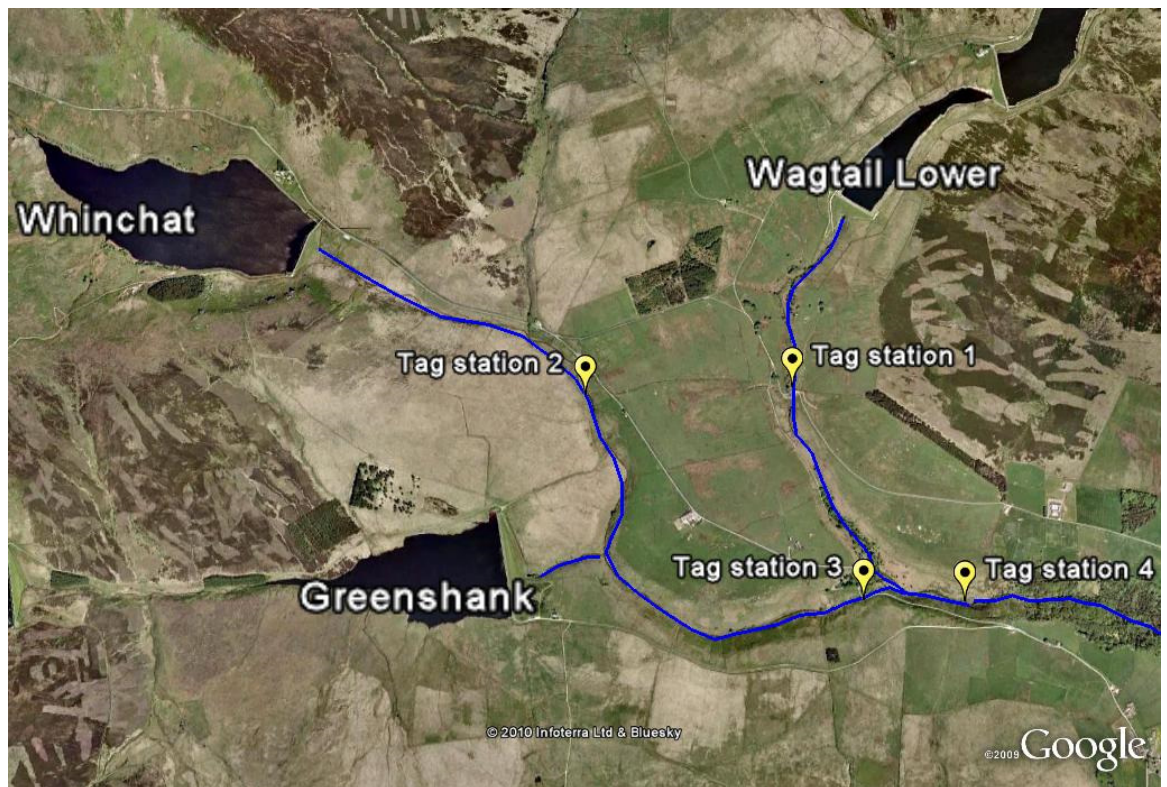 Wagtail Lower
Whinchat
Tag station 2
Tag station 1
Tag station 3
Tag station 4
Greenshank
© 2010 Infoterra Ltd & Bluesky
©2009 Google